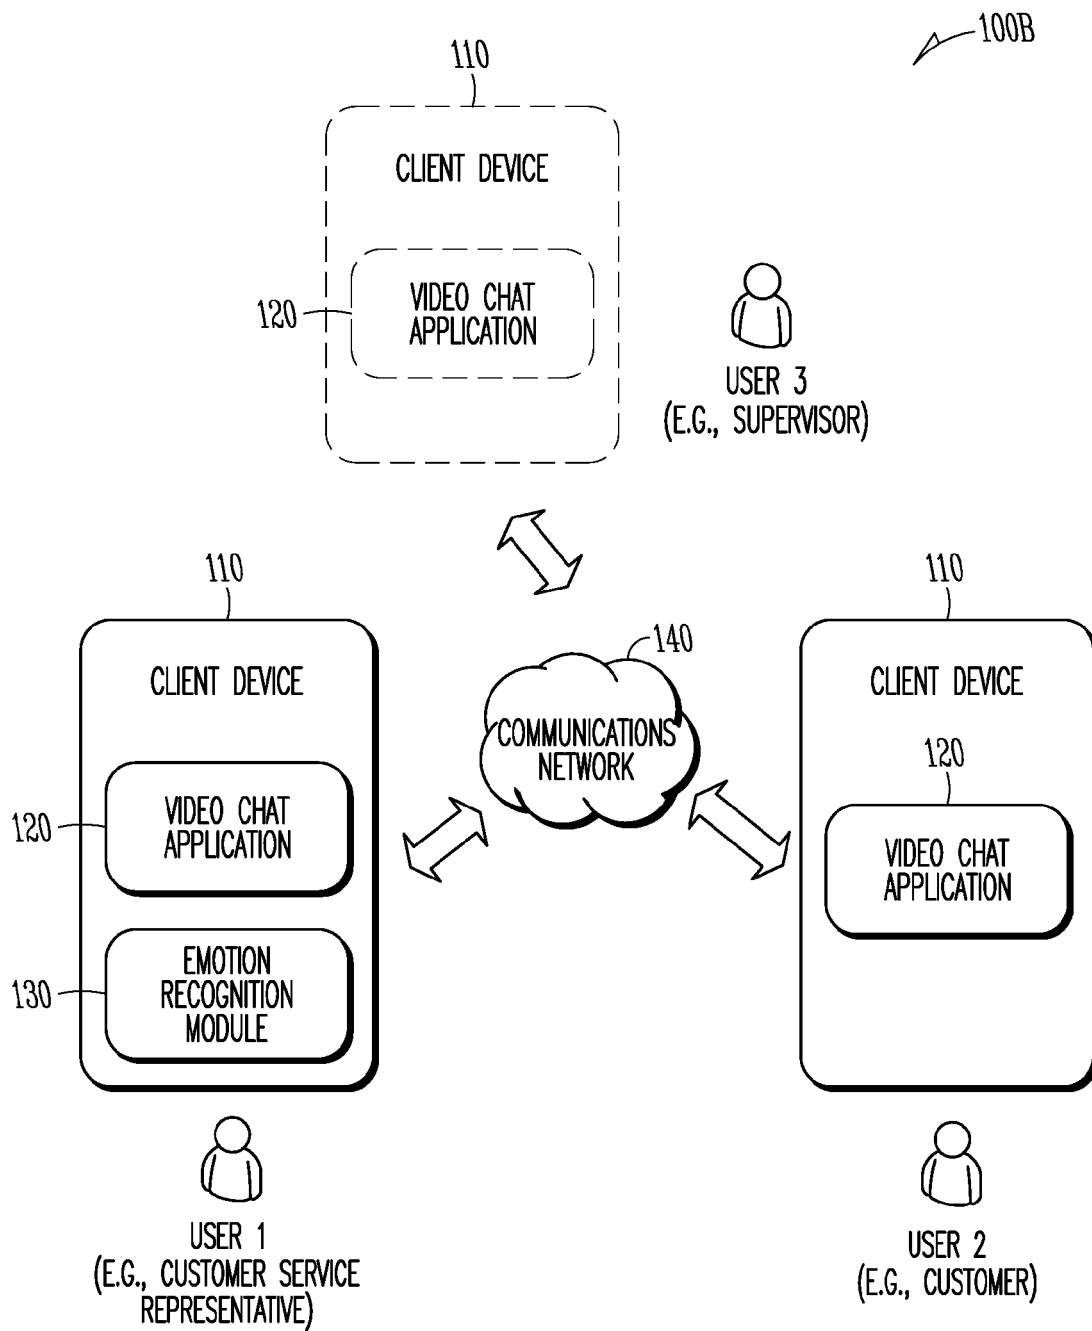 100B
110
CLIENT DEVICE
120
VIDEO CHAT
APPLICATION
USER 3
(E.G., SUPERVISOR)
110
CLIENT DEVICE
120
VIDEO CHAT
APPLICATION
130
EMOTION
RECOGNITION
MODULE
USER 1
(E.G., CUSTOMER SERVICE
REPRESENTATIVE)
140
COMMUNICATIONS
NETWORK
110
CLIENT DEVICE
120
VIDEO CHAT
APPLICATION
USER 2
(E.G., CUSTOMER)